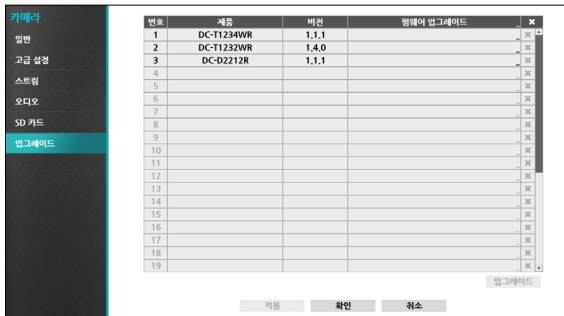 카메라
일반
고급 설정
스트림
오디오
SD 카드
업그레이드
번호 제품 버전 펌웨어 업그레이드 ... ✖
1 DC-T1234WR 1.1.1 ... ✖
2 DC-T1232WR 1.4.0 ... ✖
3 DC-D2212R 1.1.1 ... ✖
4 ... ✖
5 ... ✖
6 ... ✖
7 ... ✖
8 ... ✖
9 ... ✖
10 ... ✖
11 ... ✖
12 ... ✖
13 ... ✖
14 ... ✖
15 ... ✖
16 ... ✖
17 ... ✖
18 ... ✖
19 ... ✖
업그레이드
적용 확인 취소